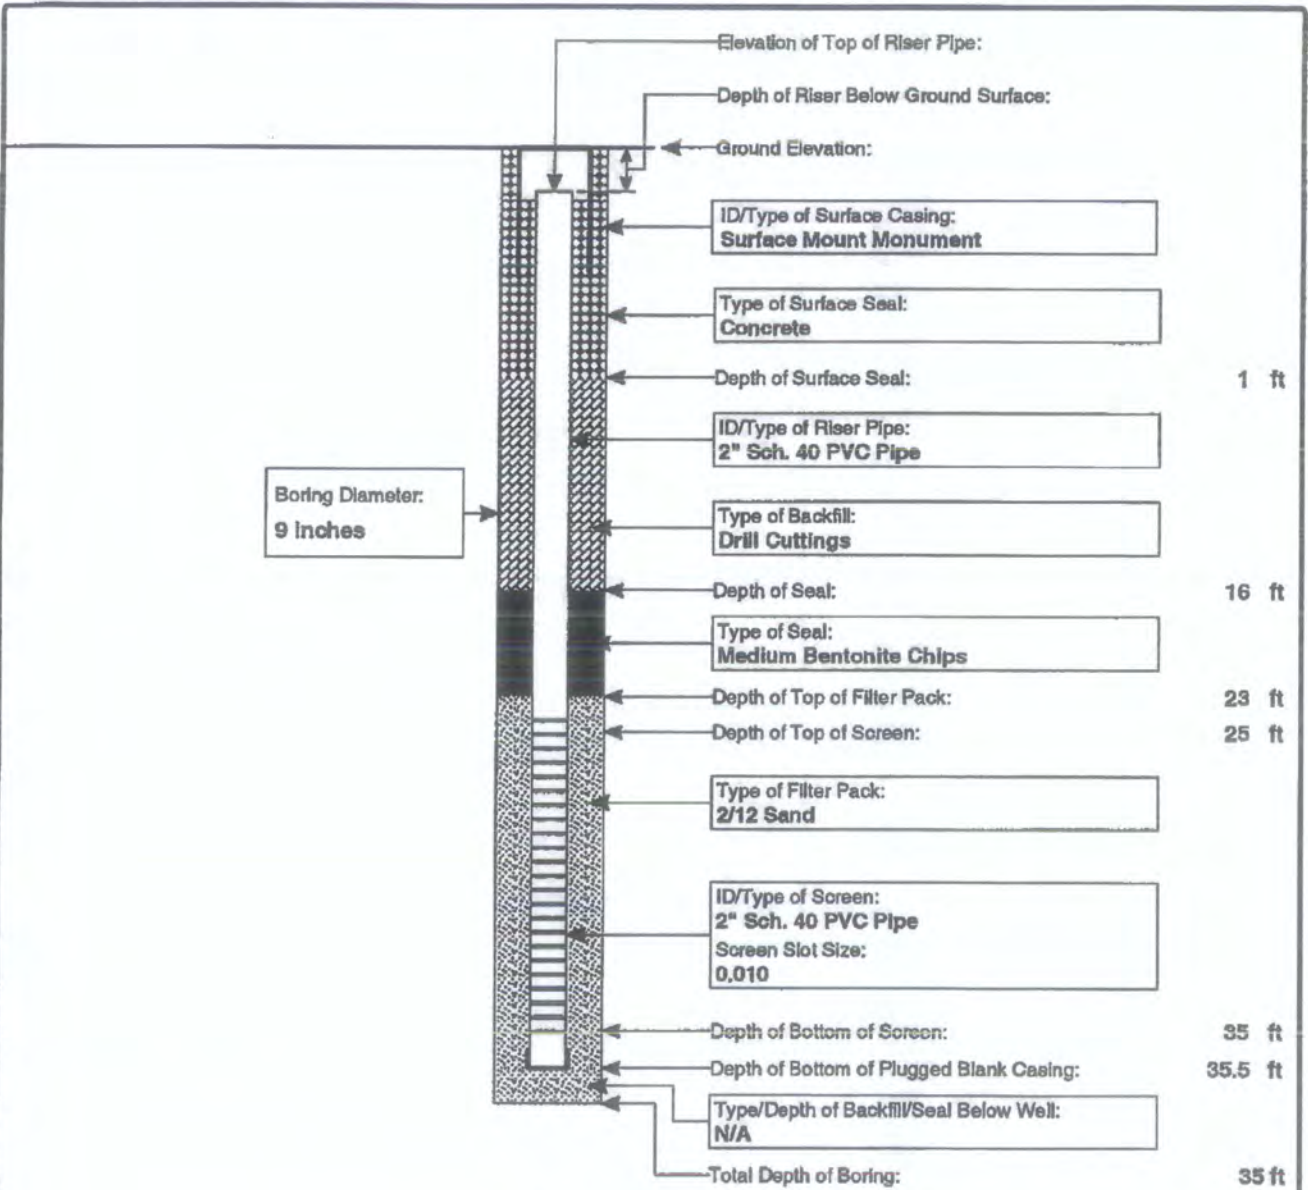 Elevation of Top of Riser Pipe:
Depth of Riser Below Ground Surface:
Ground Elevation:
ID/Type of Surface Casing:
Surface Mount Monument
Type of Surface Seal:
Concrete
Depth of Surface Seal: 1 ft
ID/Type of Riser Pipe:
2" Sch. 40 PVC Pipe
Boring Diameter:
9 Inches
Type of Backfill:
Drill Cuttings
Depth of Seal: 16 ft
Type of Seal:
Medium Bentonite Chips
Depth of Top of Filter Pack: 23 ft
Depth of Top of Screen: 25 ft
Type of Filter Pack:
2/12 Sand
ID/Type of Screen:
2" Sch. 40 PVC Pipe
Screen Slot Size:
0.010
Depth of Bottom of Screen: 35 ft
Depth of Bottom of Plugged Blank Casing: 35.5 ft
Type/Depth of Backfill/Seal Below Well:
N/A
Total Depth of Boring: 35 ft